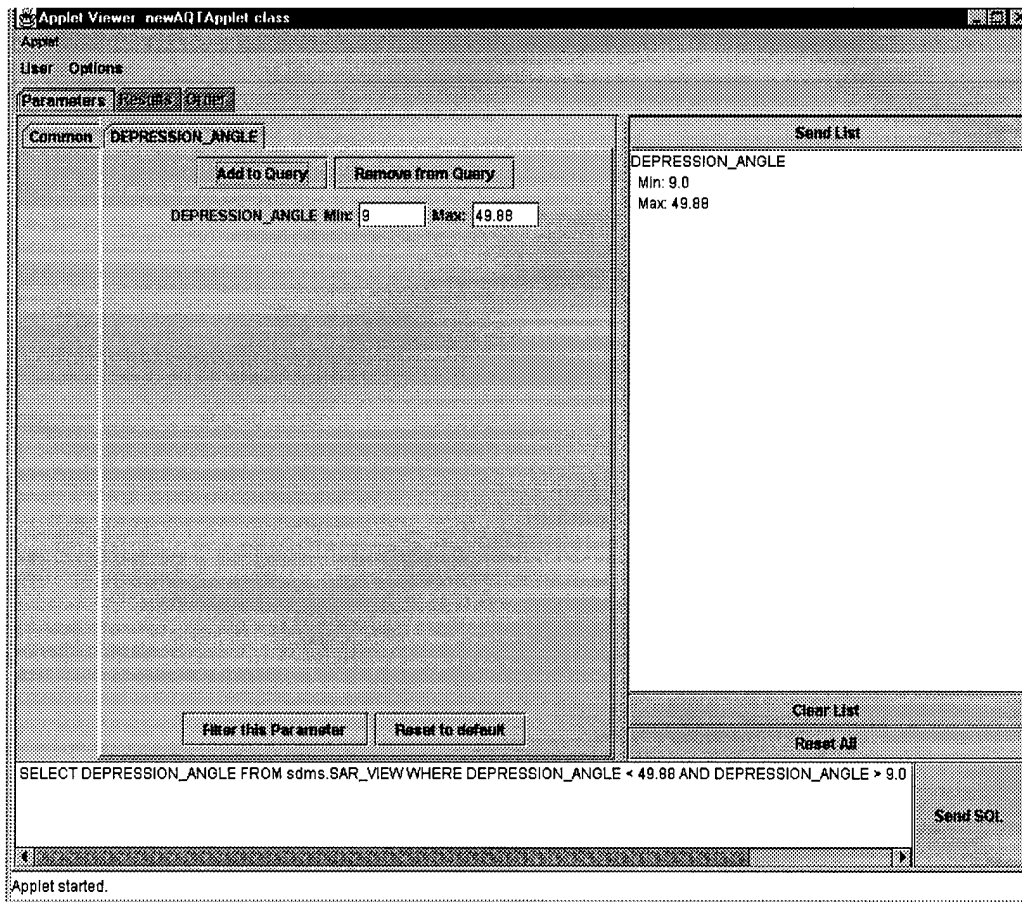 Applet Viewer newAQTApplet class
Applet
User Options
Parameters Results Order
Common DEPRESSION_ANGLE
Add to Query Remove from Query
DEPRESSION_ANGLE Min: 9 Max: 49.88
Filter this Parameter Reset to default
Send List
DEPRESSION_ANGLE
Min: 9.0
Max: 49.88
Clear List
Reset All
SELECT DEPRESSION_ANGLE FROM sdms.SAR_VIEW WHERE DEPRESSION_ANGLE < 49.88 AND DEPRESSION_ANGLE > 9.0
Send SQL
Applet started.